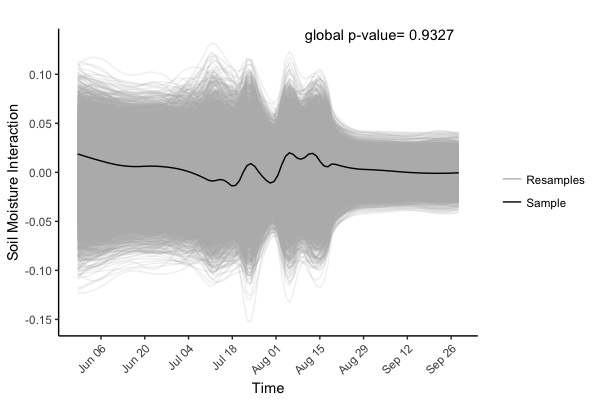 global p-value= 0.9327
Soil Moisture Interaction
0.10
0.05
0.00
-0.05
-0.10
-0.15
Jun 06
Jun 20
Jul 04
Jul 18
Aug 01
Aug 15
Aug 29
Sep 12
Sep 26
Time
Resamples
Sample